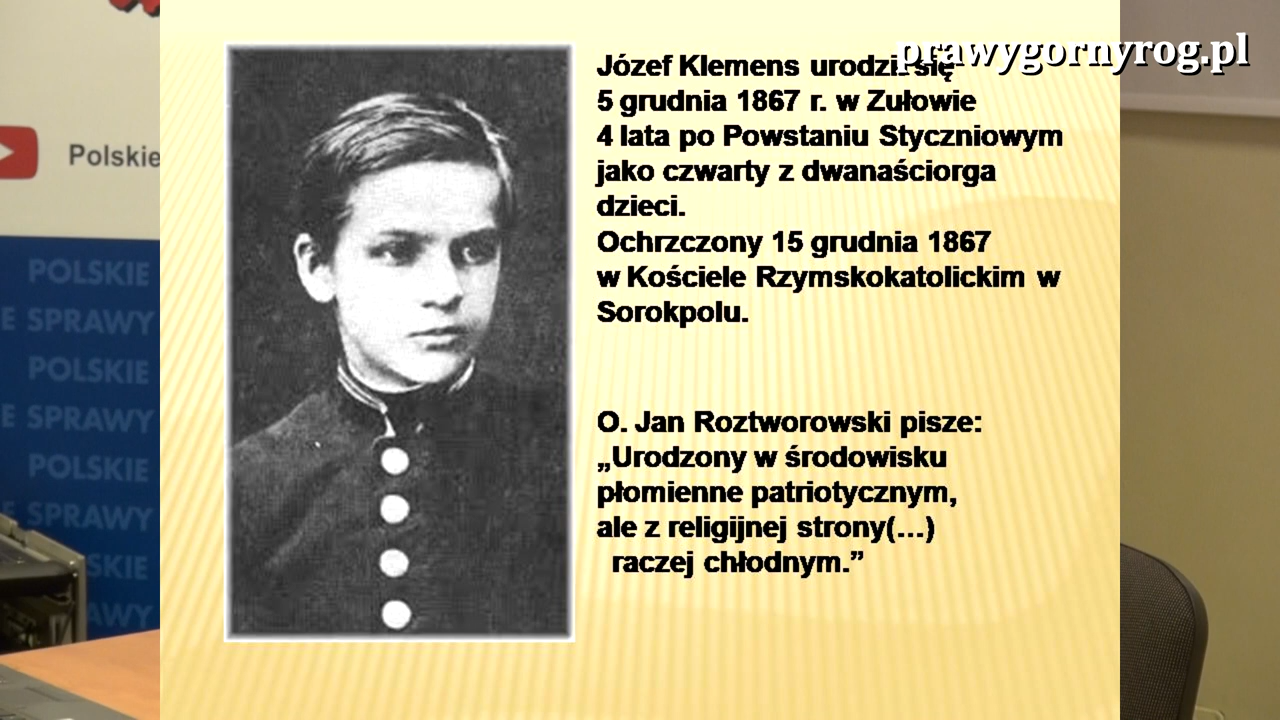 prawygornyrog.pl
Józef Klemens urodził się
5 grudnia 1867 r. w Zułowie
4 lata po Powstaniu Styczniowym
jako czwarty z dwanaściorga
dzieci.
Ochrzczony 15 grudnia 1867
w Kościele Rzymskokatolickim w
Sorokpolu.
O. Jan Roztworowski pisze:
„Urodzony w środowisku
płomienne patriotycznym,
ale z religijnej strony(...)
raczej chłodnym.”
Polskie
POLSKIE
E SPRAWY
POLSKIE
E SPRAWY
POLSKIE
E SPRAWY
SKIE
AWY